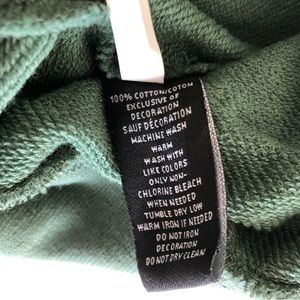 100% COTTON/COTON
EXCLUSIVE OF
DECORATION
SAUF DÉCORATION
MACHINE WASH
WARM
WASH WITH
LIKE COLORS
ONLY NON-
CHLORINE BLEACH
WHEN NEEDED
TUMBLE DRY LOW
WARM IRON IF NEEDED
DO NOT IRON
DECORATION
DO NOT DRY CLEAN